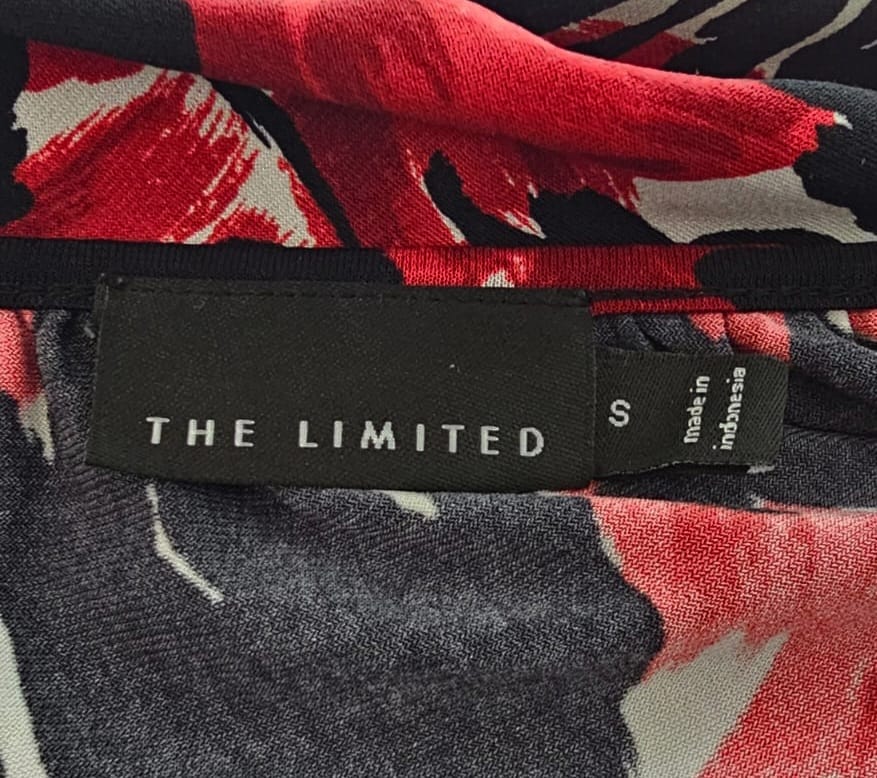 THE LIMITED
S
made in
indonesia